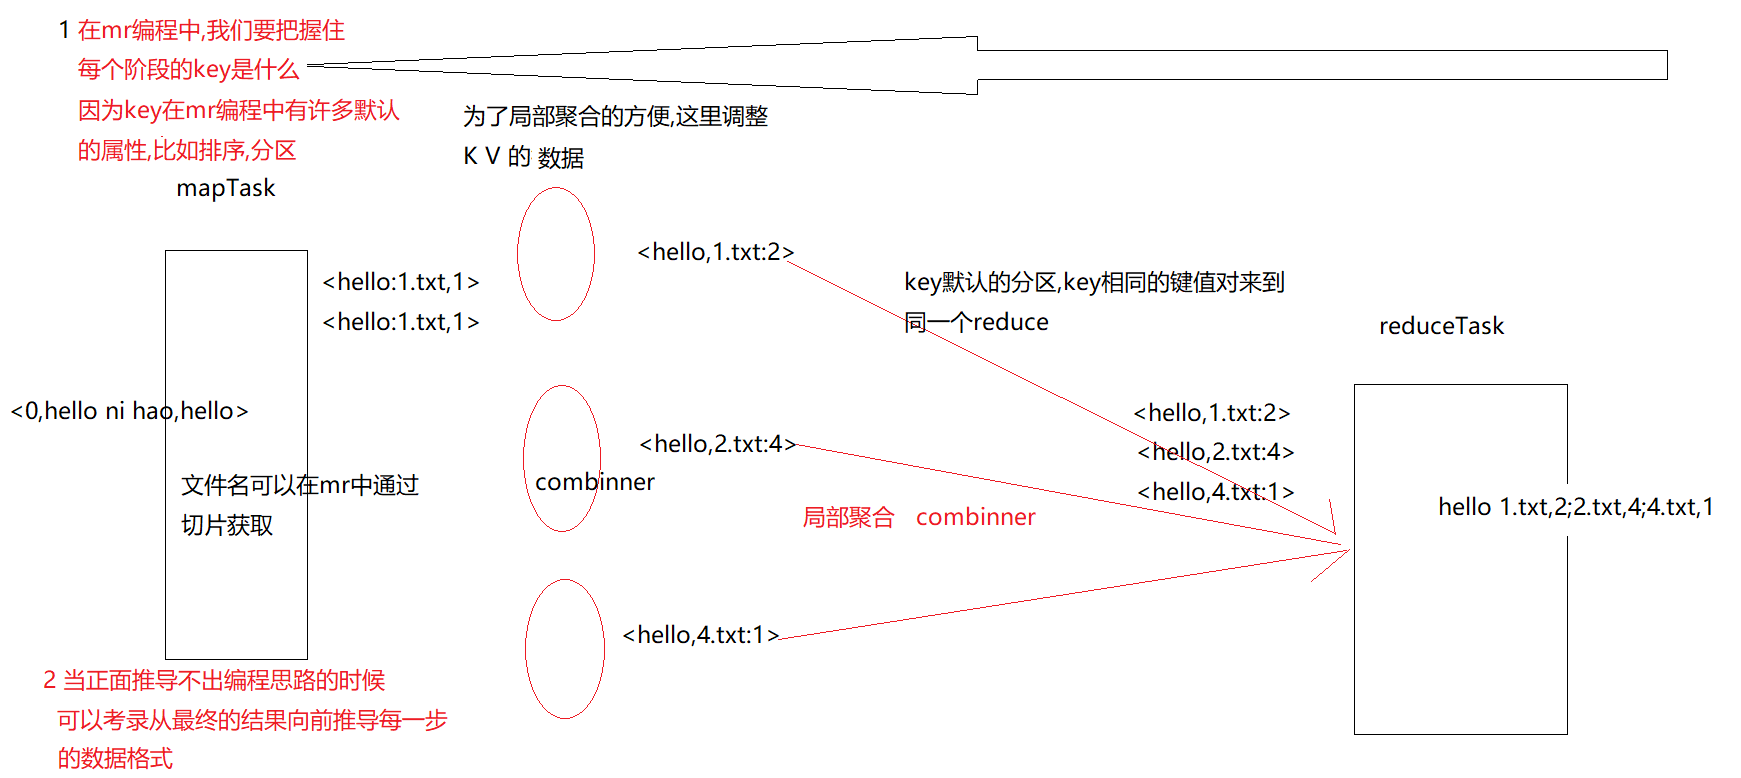 1 在mr编程中,我们要把握住
每个阶段的key是什么
因为key在mr编程中有许多默认
的属性,比如排序,分区
mapTask
为了局部聚合的方便,这里调整
K V 的 数据
<hello:1.txt,1>
<hello:1.txt,1>
<hello,1.txt:2>
key默认的分区,key相同的键值对来到
同一个reduce
reduceTask
<0,hello ni hao,hello>
文件名可以在mr中通过
切片获取
<hello,2.txt:4>
combinner
局部聚合 combinner
<hello,1.txt:2>
<hello,2.txt:4>
<hello,4.txt:1>
hello 1.txt,2;2.txt,4;4.txt,1
<hello,4.txt:1>
2 当正面推导不出编程思路的时候
可以考录从最终的结果向前推导每一步
的数据格式